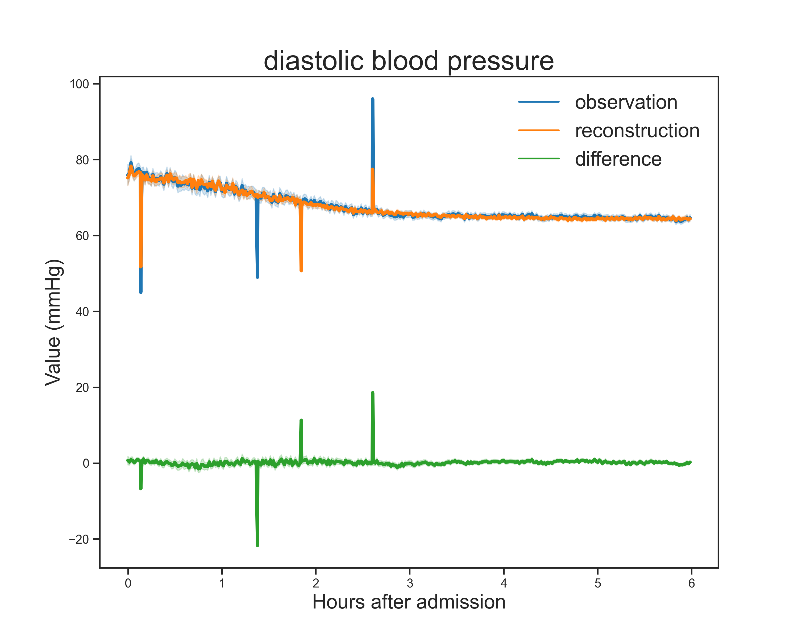 diastolic blood pressure
100
80
60
40
20
0
−20
Value (mmHg)
observation
reconstruction
difference
0 1 2 3 4 5 6
Hours after admission